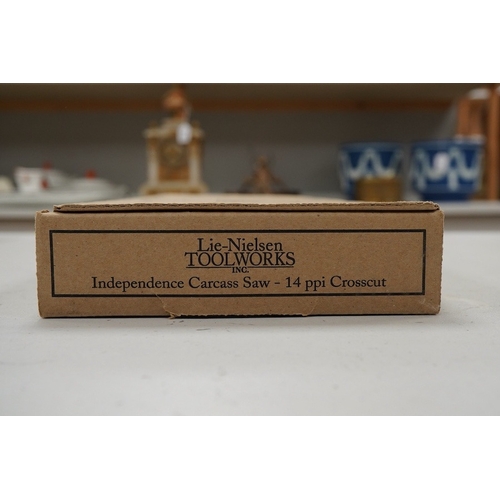 Lie-Nielsen
TOOLWORKS
INC.
Independence Carcass Saw - 14 ppi Crosscut